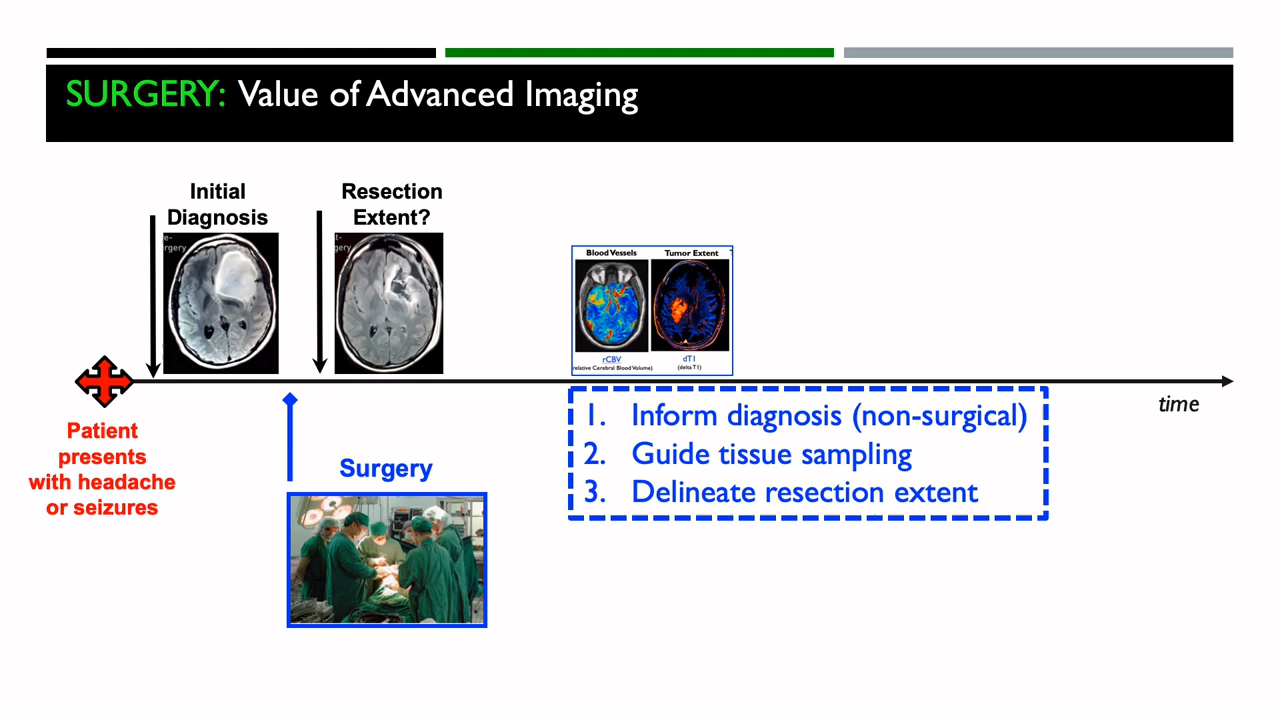 SURGERY: Value of Advanced Imaging
Initial
Diagnosis
Resection
Extent?
e-
rgery
t-
gery
Blood Vessels
Tumor Extent
rCBV
relative Cerebral Blood Volume)
dT1
(delta T1)
time
Patient
presents
with headache
or seizures
Surgery
1. Inform diagnosis (non-surgical)
2. Guide tissue sampling
3. Delineate resection extent